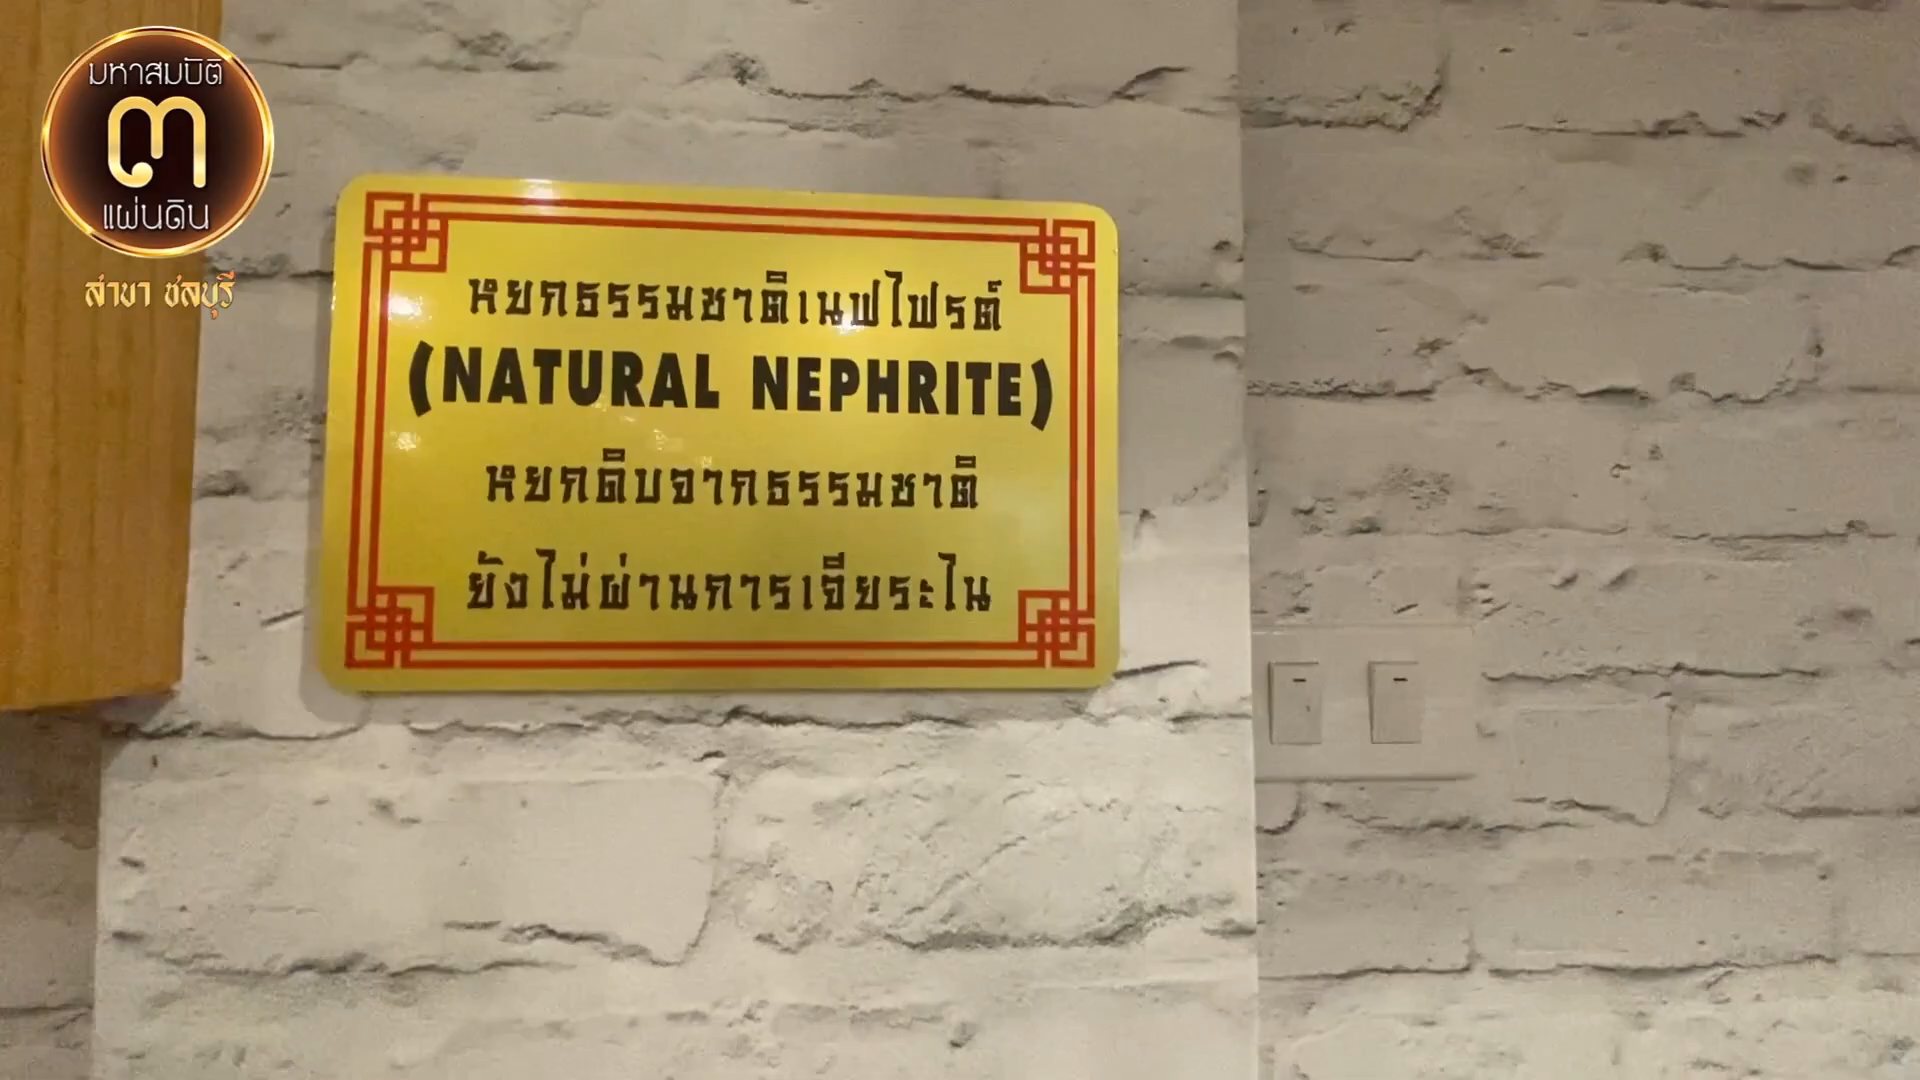 มหาสมบัติ
๓
แผ่นดิน
สาขา ชลบุรี
หยกธรรมชาติเนฟไฟรต์
(NATURAL NEPHRITE)
หยกดิบจากธรรมชาติ
ยังไม่ผ่านการเจียระไน